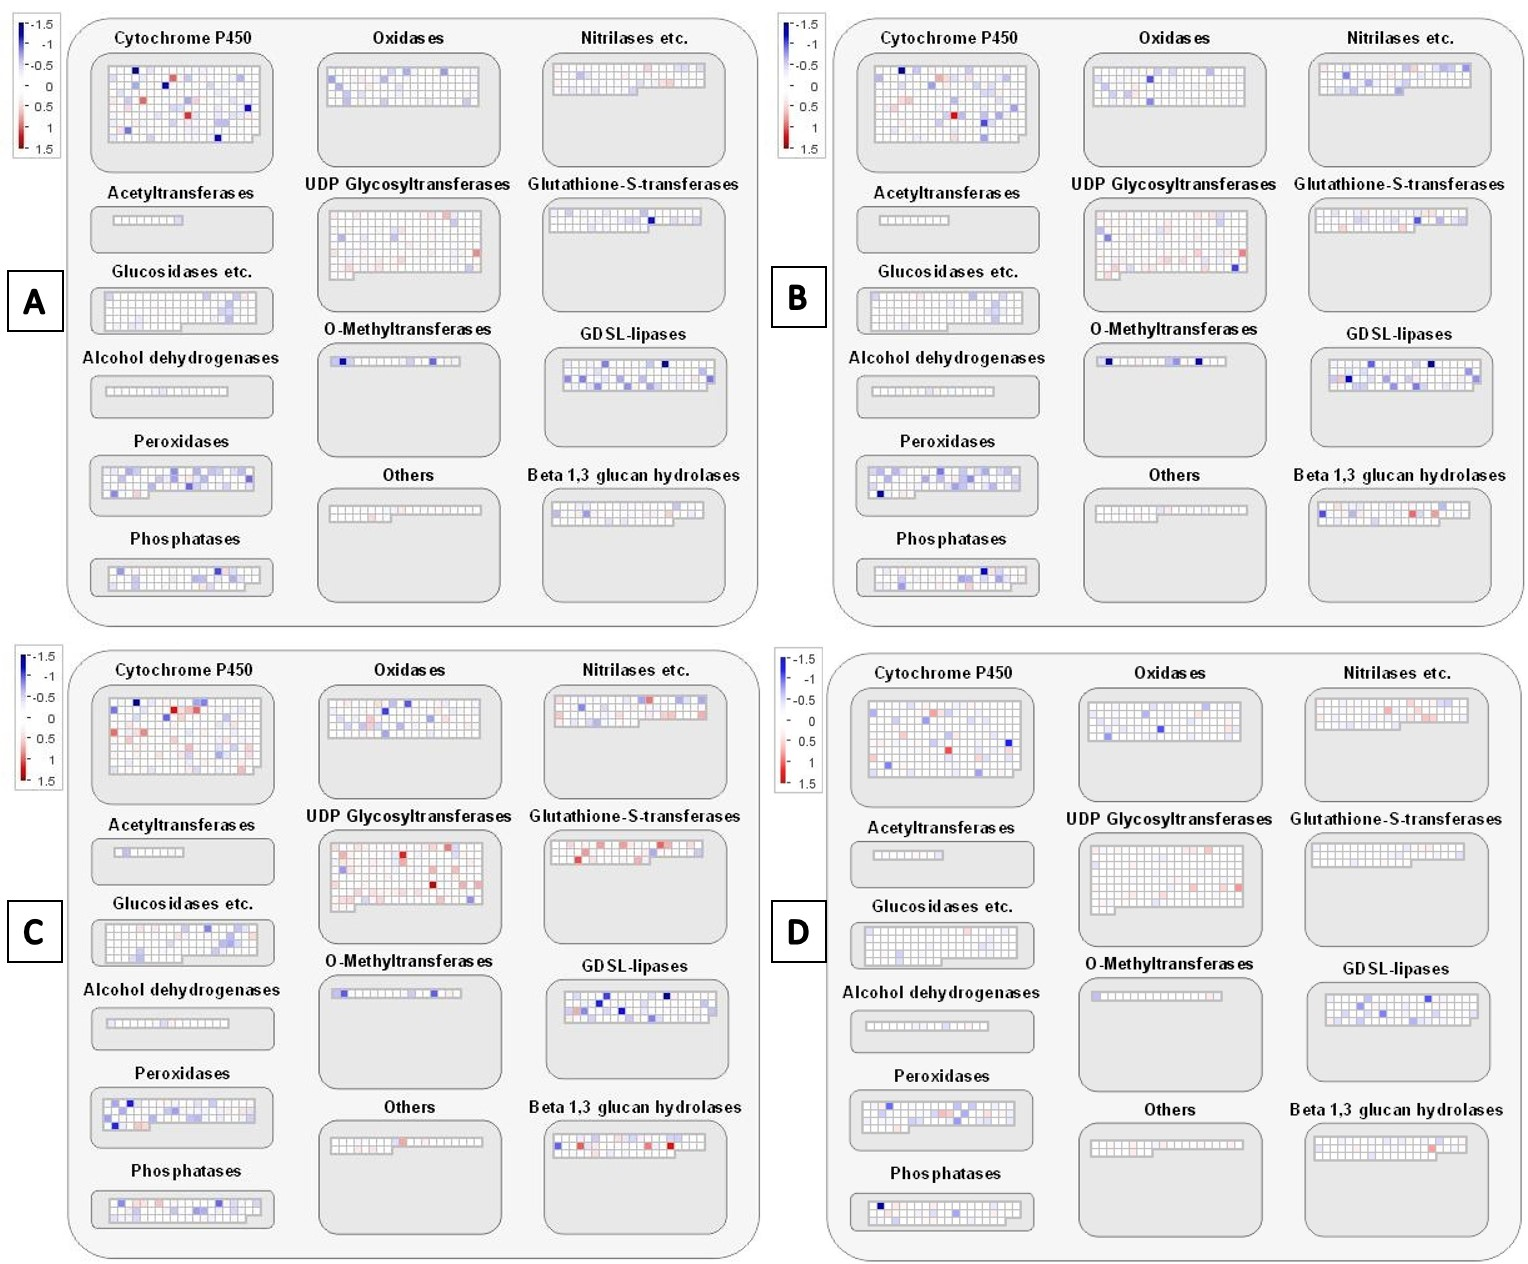 -1.5
-1
-0.5
0
0.5
1
1.5
A
Cytochrome P450
Oxidases
Nitrilases etc.
Acetyltransferases
UDP Glycosyltransferases
Glutathione-S-transferases
Glucosidases etc.
O-Methyltransferases
GDSL-lipases
Alcohol dehydrogenases
Peroxidases
Others
Beta 1,3 glucan hydrolases
Phosphatases
-1.5
-1
-0.5
0
0.5
1
1.5
B
Cytochrome P450
Oxidases
Nitrilases etc.
Acetyltransferases
UDP Glycosyltransferases
Glutathione-S-transferases
Glucosidases etc.
O-Methyltransferases
GDSL-lipases
Alcohol dehydrogenases
Peroxidases
Others
Beta 1,3 glucan hydrolases
Phosphatases
-1.5
-1
-0.5
0
0.5
1
1.5
C
Cytochrome P450
Oxidases
Nitrilases etc.
Acetyltransferases
UDP Glycosyltransferases
Glutathione-S-transferases
Glucosidases etc.
O-Methyltransferases
GDSL-lipases
Alcohol dehydrogenases
Peroxidases
Others
Beta 1,3 glucan hydrolases
Phosphatases
-1.5
-1
-0.5
0
0.5
1
1.5
D
Cytochrome P450
Oxidases
Nitrilases etc.
Acetyltransferases
UDP Glycosyltransferases
Glutathione-S-transferases
Glucosidases etc.
O-Methyltransferases
GDSL-lipases
Alcohol dehydrogenases
Peroxidases
Others
Beta 1,3 glucan hydrolases
Phosphatases